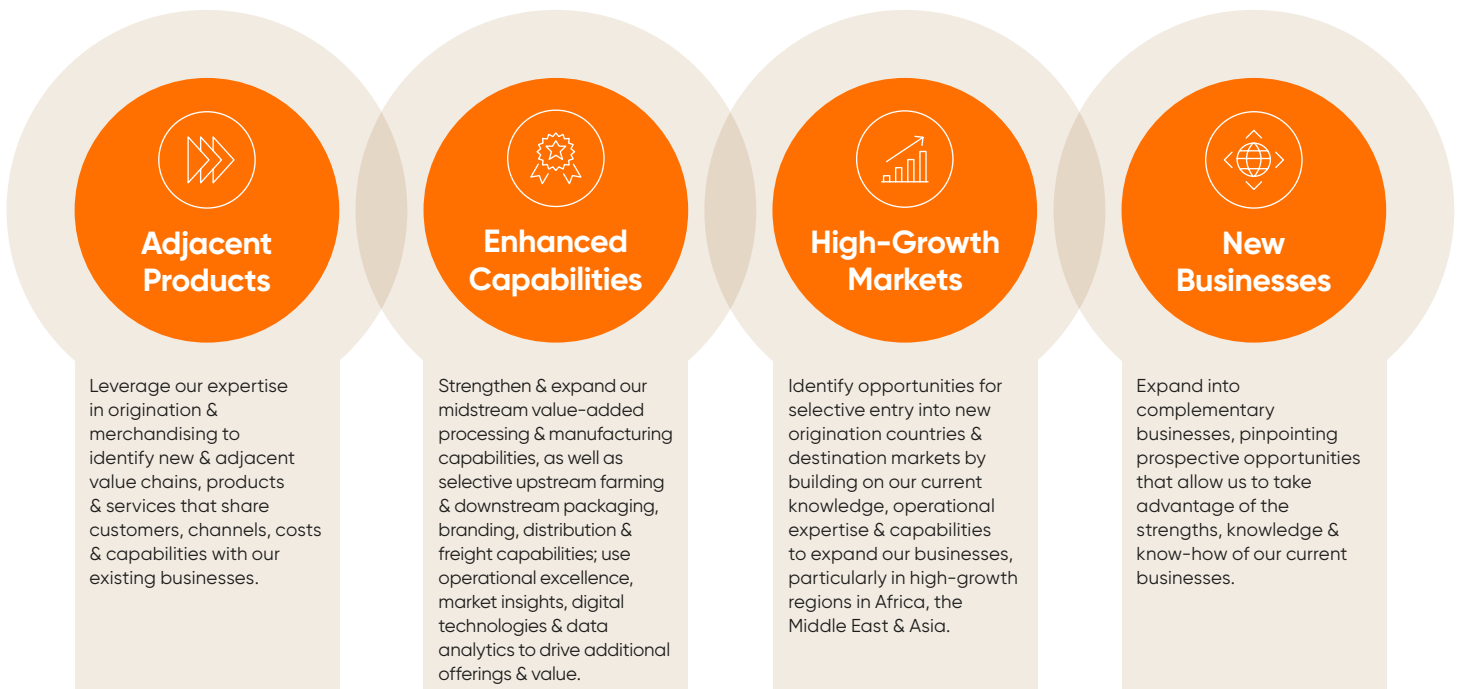 Adjacent
Products
Leverage our expertise
in origination &
merchandising to
identify new & adjacent
value chains, products
& services that share
customers, channels, costs
& capabilities with our
existing businesses.
Enhanced
Capabilities
Strengthen & expand our
midstream value-added
processing & manufacturing
capabilities, as well as
selective upstream farming
& downstream packaging,
branding, distribution &
freight capabilities; use
operational excellence,
market insights, digital
technologies & data
analytics to drive additional
offerings & value.
High-Growth
Markets
Identify opportunities for
selective entry into new
origination countries &
destination markets by
building on our current
knowledge, operational
expertise & capabilities
to expand our businesses,
particularly in high-growth
regions in Africa, the
Middle East & Asia.
New
Businesses
Expand into
complementary
businesses, pinpointing
prospective opportunities
that allow us to take
advantage of the
strengths, knowledge &
know-how of our current
businesses.